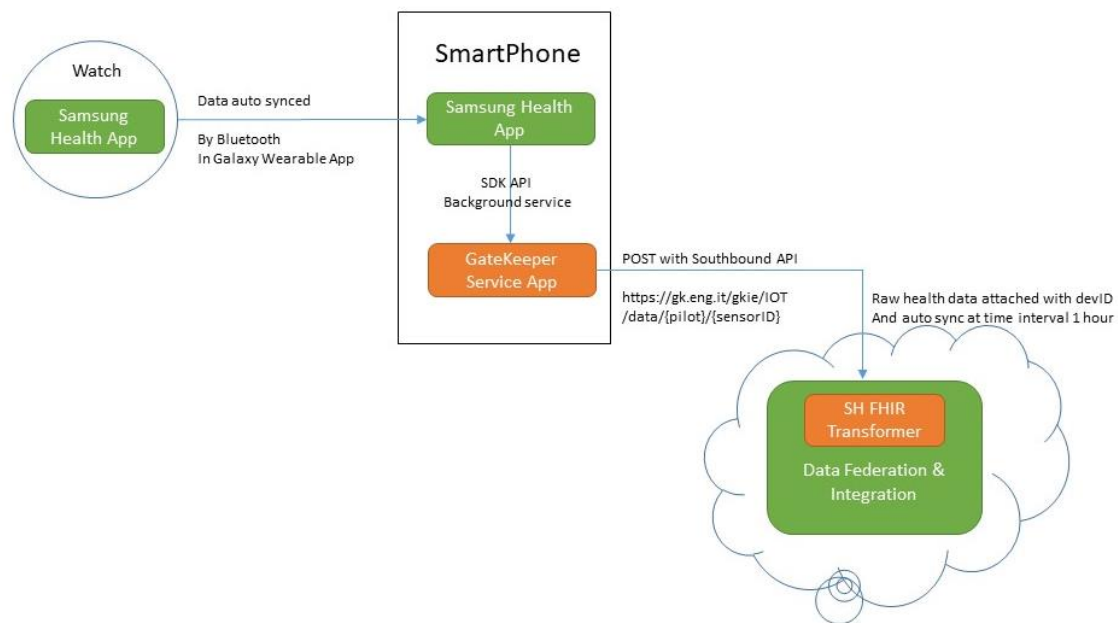 Watch
Samsung
Health App
Data auto synced
By Bluetooth
In Galaxy Wearable App
SmartPhone
Samsung Health
App
SDK API
Background service
GateKeeper
Service App
POST with Southbound API
https://gk.eng.it/gkie/IOT
/data/{pilot}/{sensorID}
Raw health data attached with devID
And auto sync at time interval 1 hour
SH FHIR
Transformer
Data Federation &
Integration